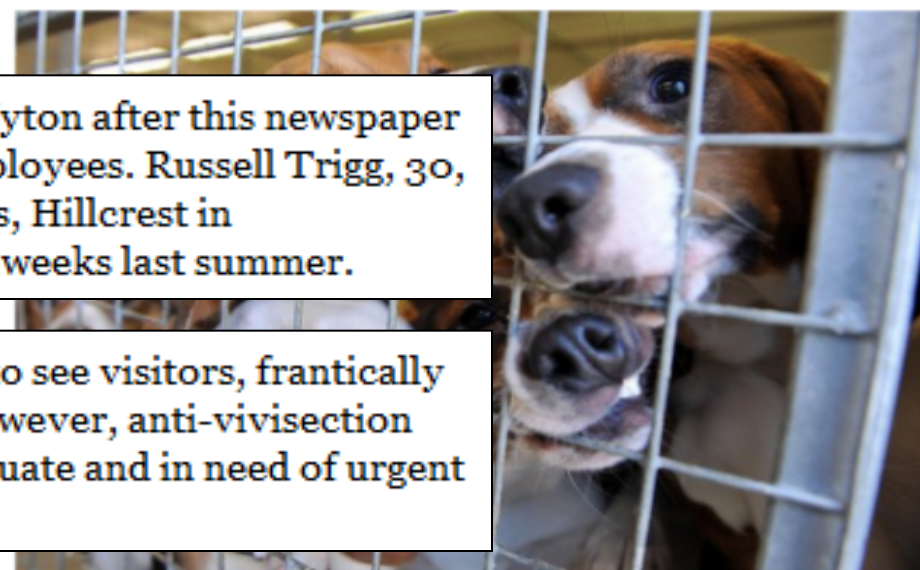 yton after this newspaper
ployees. Russell Trigg, 30,
s, Hillcrest in
weeks last summer.
o see visitors, frantically
wever, anti-vivisection
uate and in need of urgent